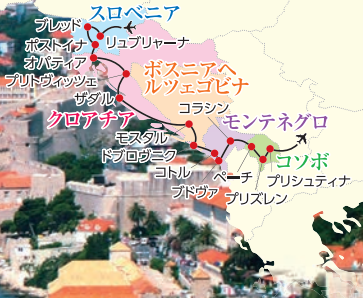 スロベニア
ブレッド
リュブリャーナ
ポストイナ
オパティア
プリトヴィッツェ
ボスニアヘ
ルツェゴビナ
ザダル
クロアチア
コラシン
モスタル
モンテネグロ
ドブロヴニク
コトル
ブドヴァ
ペーチ
コソボ
プリシュティナ
プリズレン